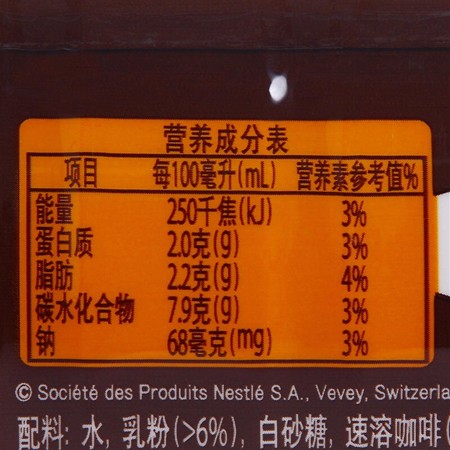 营养成分表
项目 每100毫升(mL) 营养素参考值%
能量 250千焦(kJ) 3%
蛋白质 2.0克(g) 3%
脂肪 2.2克(g) 4%
碳水化合物 7.9克(g) 3%
钠 68毫克(mg) 3%
© Société des Produits Nestlé S.A., Vevey, Switzerla
配料: 水, 乳粉(>6%), 白砂糖, 速溶咖啡(